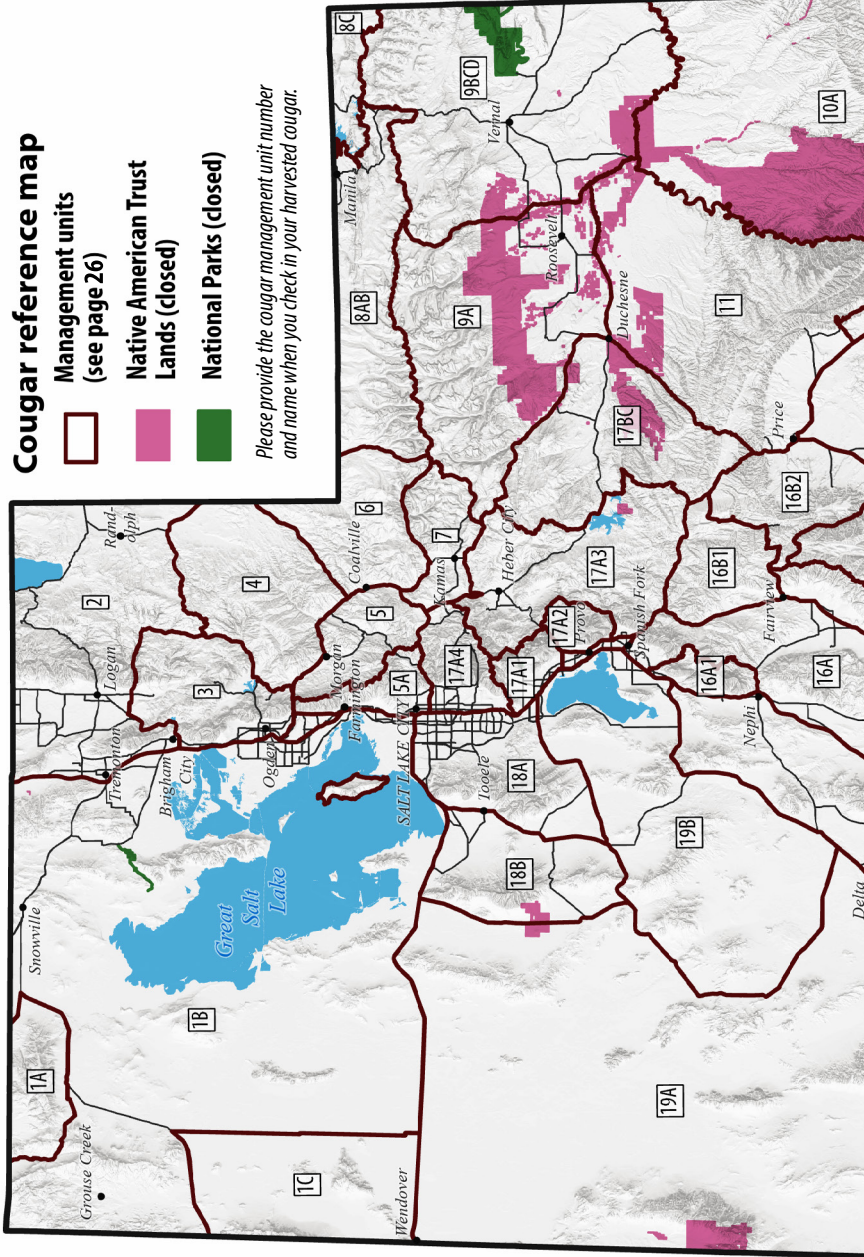 Cougar reference map
Management units
(see page 26)
Native American Trust
Lands (closed)
National Parks (closed)
Please provide the cougar management unit number
and name when you check in your harvested cougar.
Grouse Creek
1A
Snowville
Tremonton
Logan
2
Rand-
olph
Brigham
City
3
4
1B
Great
Salt
Lake
Ogden
Morgan
Coalville
6
8AB
Manila
8C
1C
Farmington
5
5A
Wendover
SALT LAKE CITY
17A4
Kamas
7
9A
9BCD
Vernal
Tooele
18A
18B
17A1
17A2
Heber City
Roosevelt
Provo
17A3
Duchesne
17BC
Spanish Fork
19A
19B
16A1
16B1
11
Nephi
Fairview
16B2
Price
10A
Delta
16A